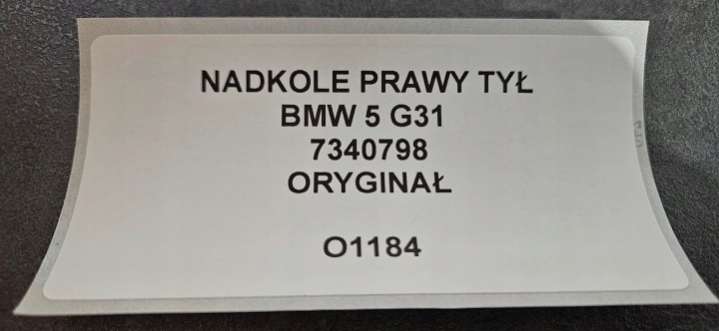 NADKOLE PRAWY TYŁ
BMW 5 G31
7340798
ORYGINAŁ
O1184